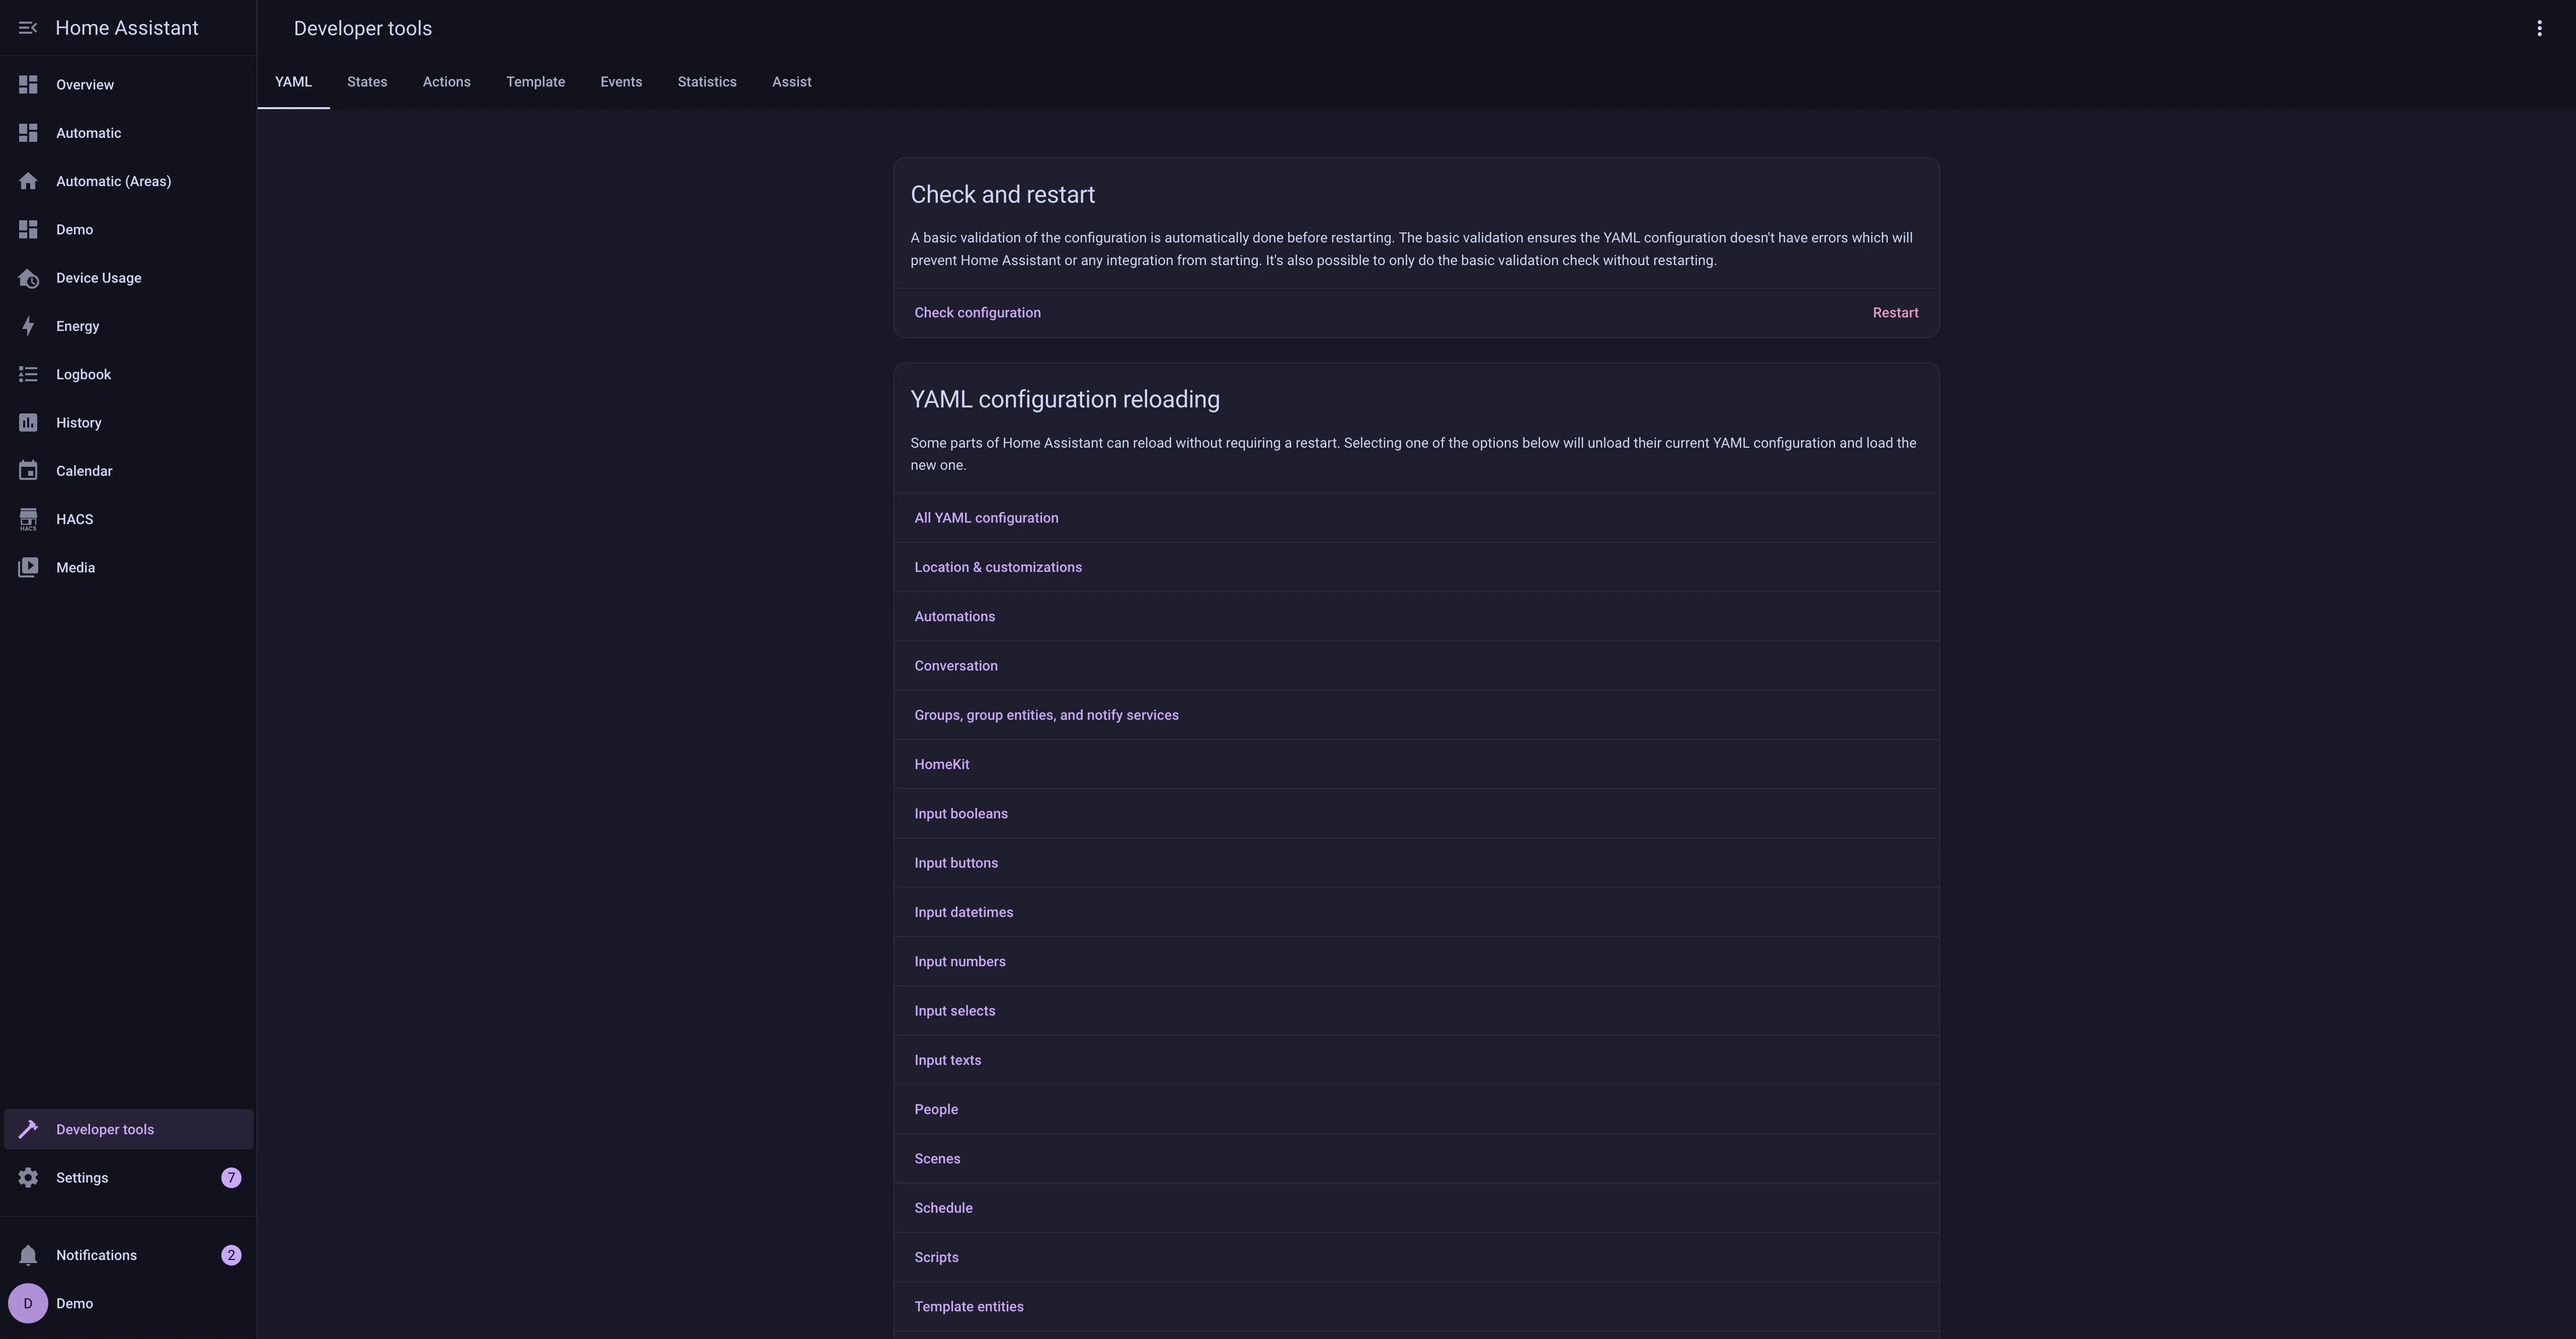 Home Assistant
Overview
Automatic
Automatic (Areas)
Demo
Device Usage
Energy
Logbook
History
Calendar
HACS
HACS
Media
Developer tools
Settings
7
Notifications
2
D
Demo
Developer tools
YAML
States
Actions
Template
Events
Statistics
Assist
Check and restart
A basic validation of the configuration is automatically done before restarting. The basic validation ensures the YAML configuration doesn't have errors which will
prevent Home Assistant or any integration from starting. It's also possible to only do the basic validation check without restarting.
Check configuration
Restart
YAML configuration reloading
Some parts of Home Assistant can reload without requiring a restart. Selecting one of the options below will unload their current YAML configuration and load the
new one.
All YAML configuration
Location & customizations
Automations
Conversation
Groups, group entities, and notify services
HomeKit
Input booleans
Input buttons
Input datetimes
Input numbers
Input selects
Input texts
People
Scenes
Schedule
Scripts
Template entities